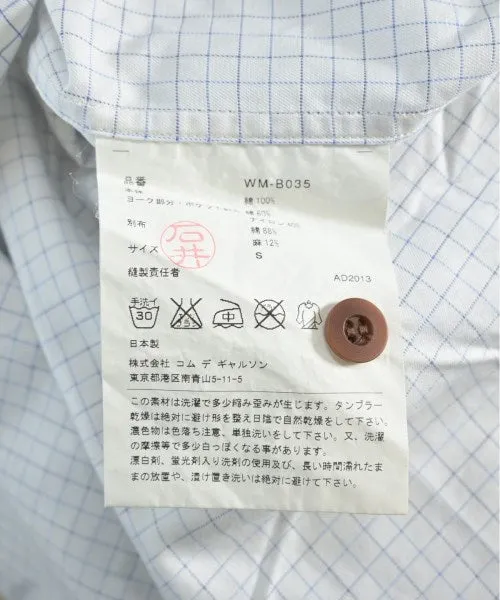 品番 WM-B035
綿 100%
綿 60%
別布 綿 88%
麻 12%
サイズ S
石井
縫製責任者
AD2013
手洗イ
30
中
日本製
株式会社 コム デ ギャルソン
東京都港区南青山5-11-5
この素材は洗濯で多少縮み歪みが生じます。タンブラー
乾燥は絶対に避け形を整え日陰で自然乾燥をして下さい。
濃色物は色落ち注意、単独洗いをして下さい。又、洗濯
の摩擦等で多少白っぽくなる事があります。
漂白剤、蛍光剤入り洗剤の使用及び、長い時間濡れたま
ままの放置や、漬け置き洗いは絶対に避けて下さい。